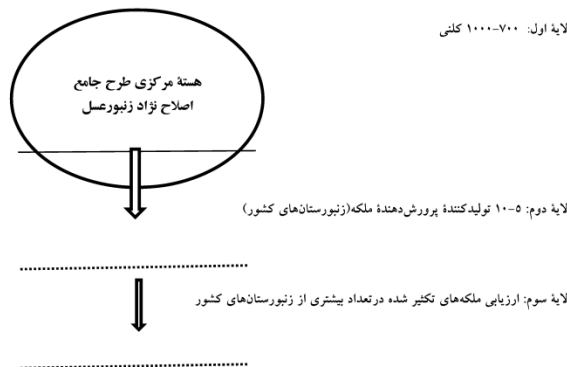 لایهٔ اول: ۷۰۰-۱۰۰۰ کلنی
هستهٔ مرکزی طرح جامع
اصلاح نژاد زنبورعسل
لایهٔ دوم: ۵-۱۰ تولیدکنندهٔ پرورش‌دهندهٔ ملکه(زنبورستان‌های کشور)
لایهٔ سوم: ارزیابی ملکه‌های تکثیر شده درتعداد بیشتری از زنبورستان‌های کشور